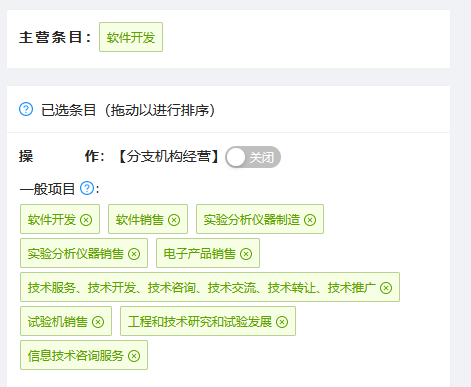 主营条目： 软件开发
已选条目（拖动以进行排序）
操作：【分支机构经营】 关闭
一般项目：
软件开发 软件销售 实验分析仪器制造
实验分析仪器销售 电子产品销售
技术服务、技术开发、技术咨询、技术交流、技术转让、技术推广
试验机销售 工程和技术研究和试验发展
信息技术咨询服务